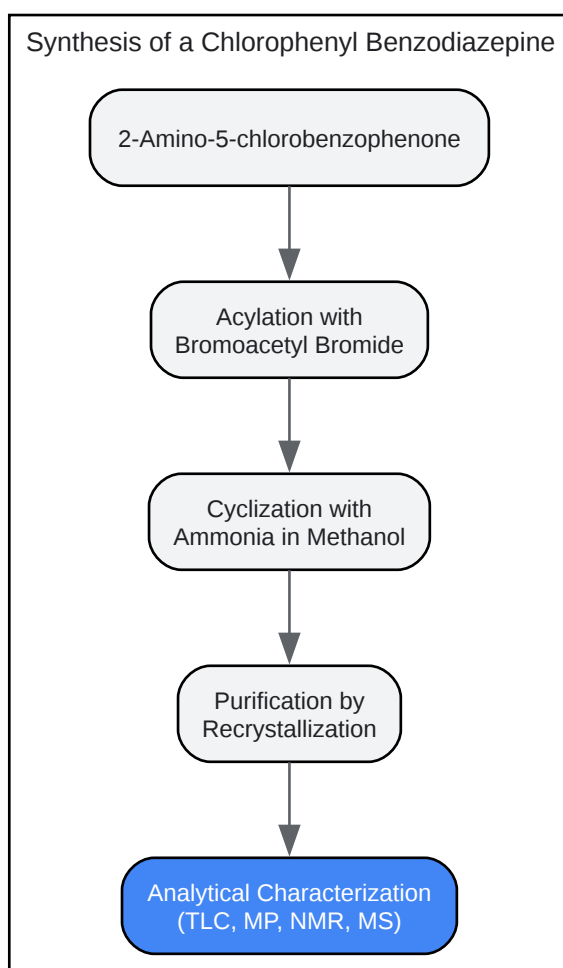 Synthesis of a Chlorophenyl Benzodiazepine
2-Amino-5-chlorobenzophenone
Acylation with
Bromoacetyl Bromide
Cyclization with
Ammonia in Methanol
Purification by
Recrystallization
Analytical Characterization
(TLC, MP, NMR, MS)